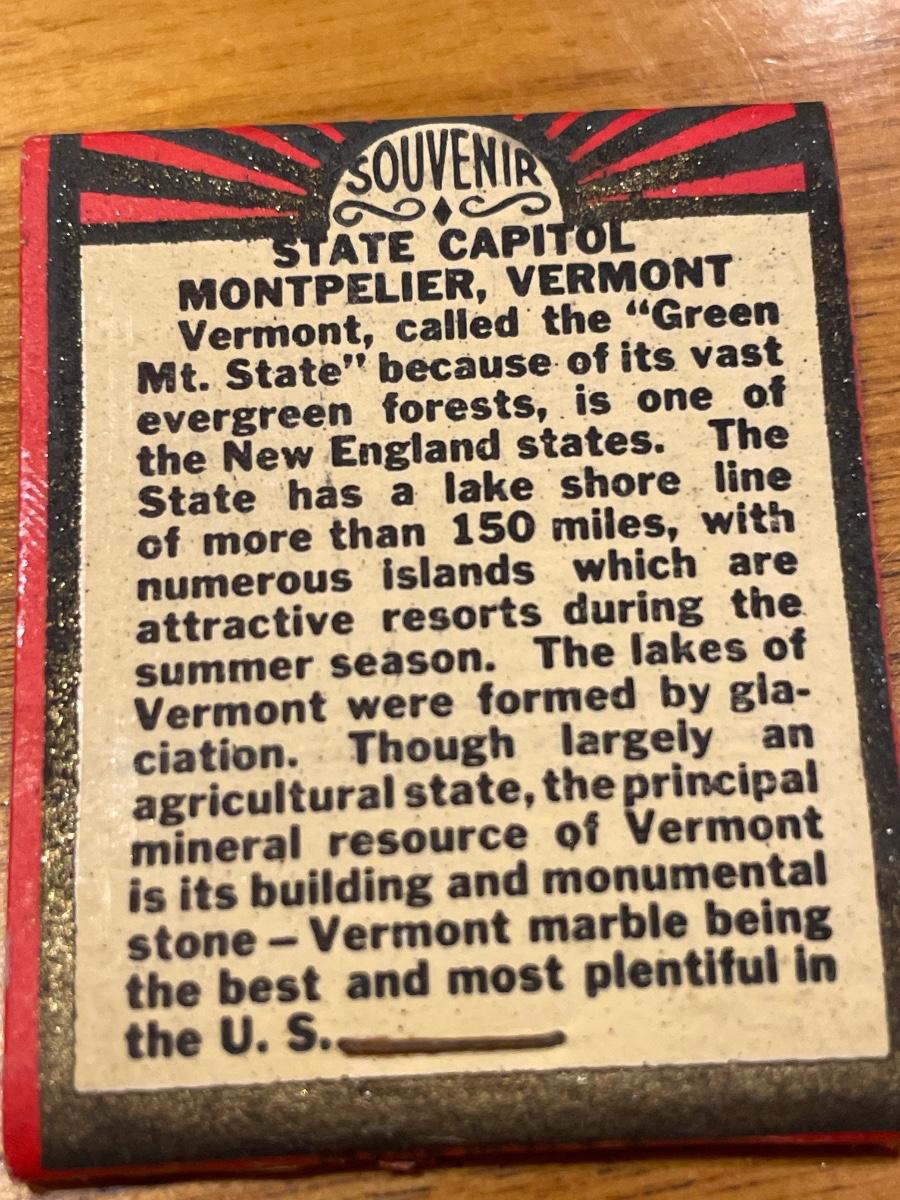 SOUVENIR
STATE CAPITOL
MONTPELIER, VERMONT
Vermont, called the "Green
Mt. State" because of its vast
evergreen forests, is one of
the New England states. The
State has a lake shore line
of more than 150 miles, with
numerous islands which are
attractive resorts during the
summer season. The lakes of
Vermont were formed by gla-
ciation. Though largely an
agricultural state, the principal
mineral resource of Vermont
is its building and monumental
stone – Vermont marble being
the best and most plentiful in
the U. S.